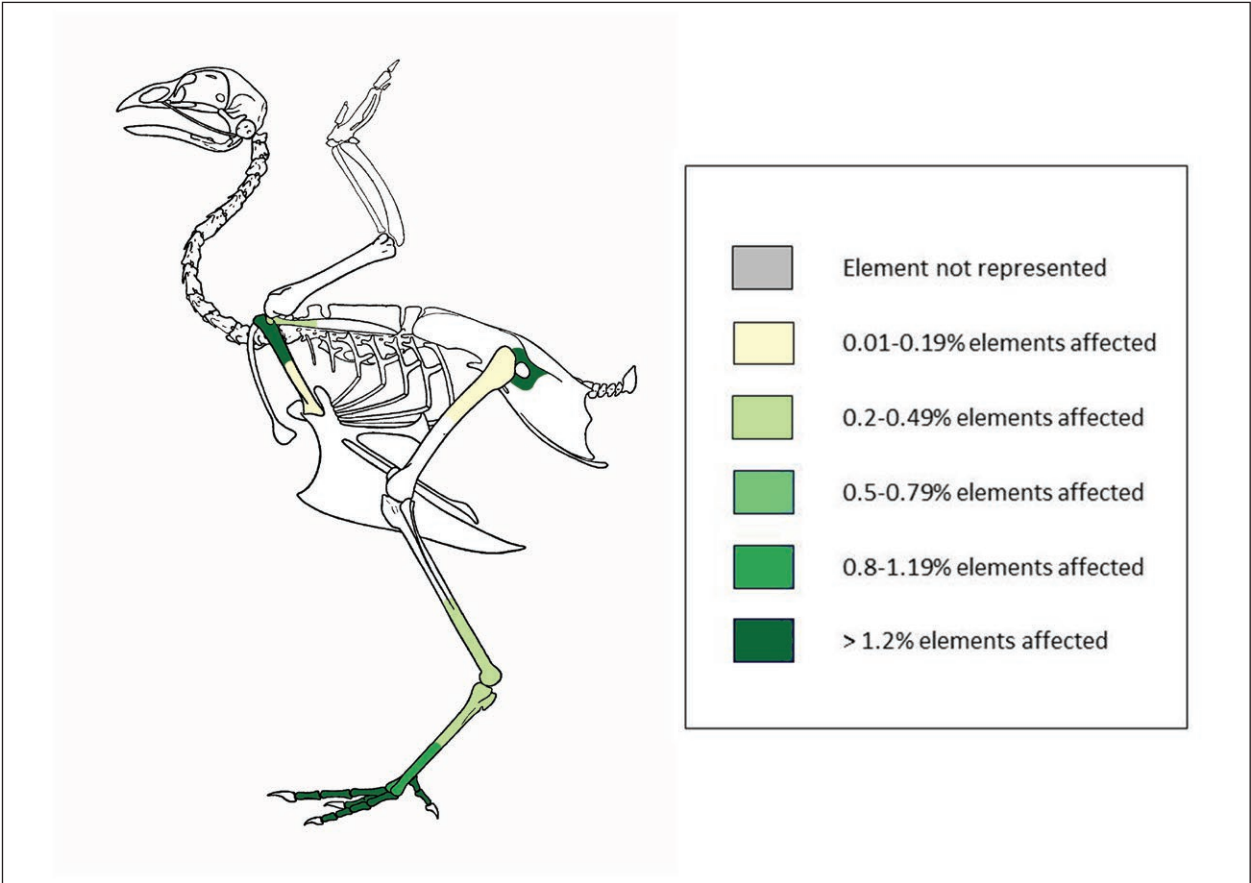 Element not represented
0.01-0.19% elements affected
0.2-0.49% elements affected
0.5-0.79% elements affected
0.8-1.19% elements affected
> 1.2% elements affected